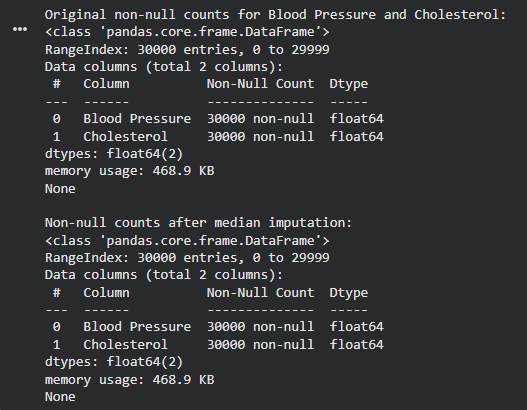 Original non-null counts for Blood Pressure and Cholesterol:
<class 'pandas.core.frame.DataFrame'>
RangeIndex: 30000 entries, 0 to 29999
Data columns (total 2 columns):
 #   Column          Non-Null Count  Dtype
---  ------          --------------  -----
 0   Blood Pressure  30000 non-null  float64
 1   Cholesterol     30000 non-null  float64
dtypes: float64(2)
memory usage: 468.9 KB
None

Non-null counts after median imputation:
<class 'pandas.core.frame.DataFrame'>
RangeIndex: 30000 entries, 0 to 29999
Data columns (total 2 columns):
 #   Column          Non-Null Count  Dtype
---  ------          --------------  -----
 0   Blood Pressure  30000 non-null  float64
 1   Cholesterol     30000 non-null  float64
dtypes: float64(2)
memory usage: 468.9 KB
None